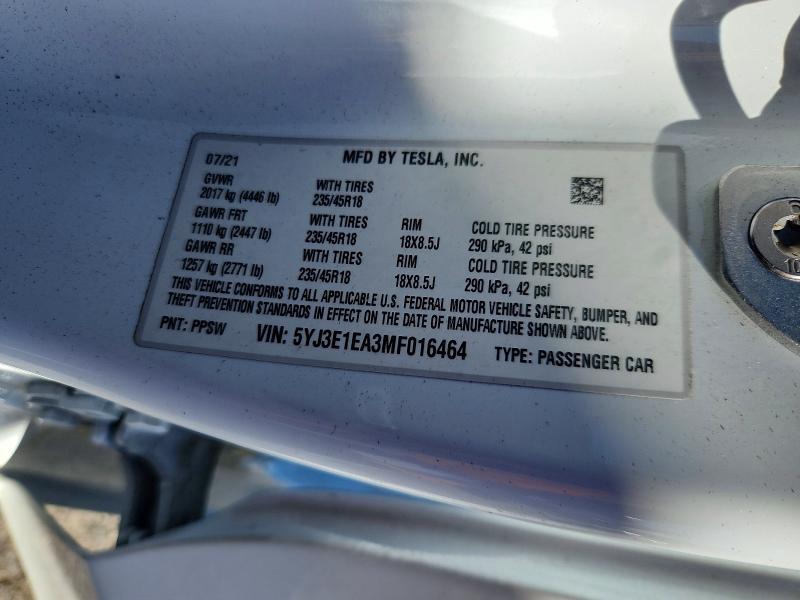 07/21 MFD BY TESLA, INC.
GVWR
2017 kg (4446 lb) WITH TIRES
235/45R18
GAWR FRT
1110 kg (2447 lb) WITH TIRES
235/45R18 RIM
18X8.5J COLD TIRE PRESSURE
290 kPa, 42 psi
GAWR RR
1257 kg (2771 lb) WITH TIRES
235/45R18 RIM
18X8.5J COLD TIRE PRESSURE
290 kPa, 42 psi
THIS VEHICLE CONFORMS TO ALL APPLICABLE U.S. FEDERAL MOTOR VEHICLE SAFETY, BUMPER, AND
THEFT PREVENTION STANDARDS IN EFFECT ON THE DATE OF MANUFACTURE SHOWN ABOVE.
PNT: PPSW VIN: 5YJ3E1EA3MF016464 TYPE: PASSENGER CAR